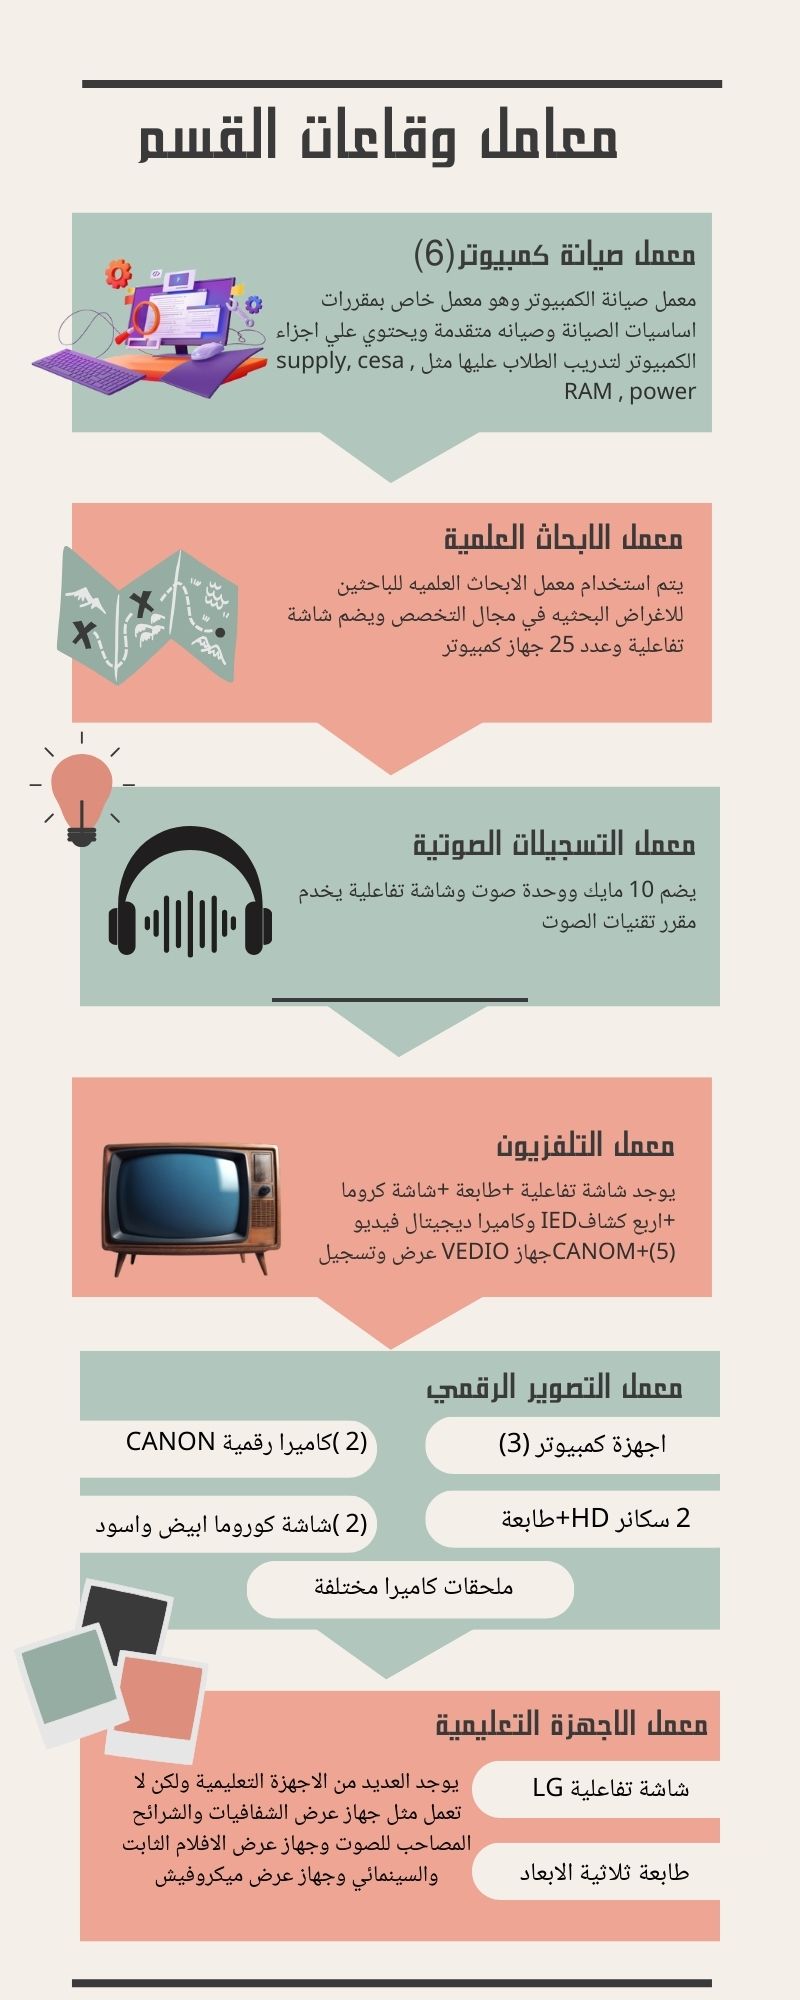 معامل وقاعات القسم
معمل صيانة كمبيوتر(6)
معمل صيانة الكمبيوتر وهو معمل خاص بمقررات
اساسيات الصيانة وصيانه متقدمة ويحتوي علي اجزاء
الكمبيوتر لتدريب الطلاب عليها مثل , supply, cesa
RAM , power
معمل الابحاث العلمية
يتم استخدام معمل الابحاث العلميه للباحثين
للاغراض البحثيه في مجال التخصص ويضم شاشة
تفاعلية وعدد 25 جهاز كمبيوتر
معمل التسجيلات الصوتية
يضم 10 مايك ووحدة صوت وشاشة تفاعلية يخدم
مقرر تقنيات الصوت
معمل التلفزيون
يوجد شاشة تفاعلية +طابعة +شاشة كروما
+اربع كشافIED وكاميرا ديجيتال فيديو
CANOM+(5)جهاز VEDIO عرض وتسجيل
معمل التصوير الرقمي
اجهزة كمبيوتر (3)
(2 )كاميرا رقمية CANON
2 سكانر HD+طابعة
(2 )شاشة كوروما ابيض واسود
ملحقات كاميرا مختلفة
معمل الاجهزة التعليمية
شاشة تفاعلية LG
طابعة ثلاثية الابعاد
يوجد العديد من الاجهزة التعليمية ولكن لا
تعمل مثل جهاز عرض الشفافيات والشرائح
المصاحب للصوت وجهاز عرض الافلام الثابت
والسينمائي وجهاز عرض ميكروفيش